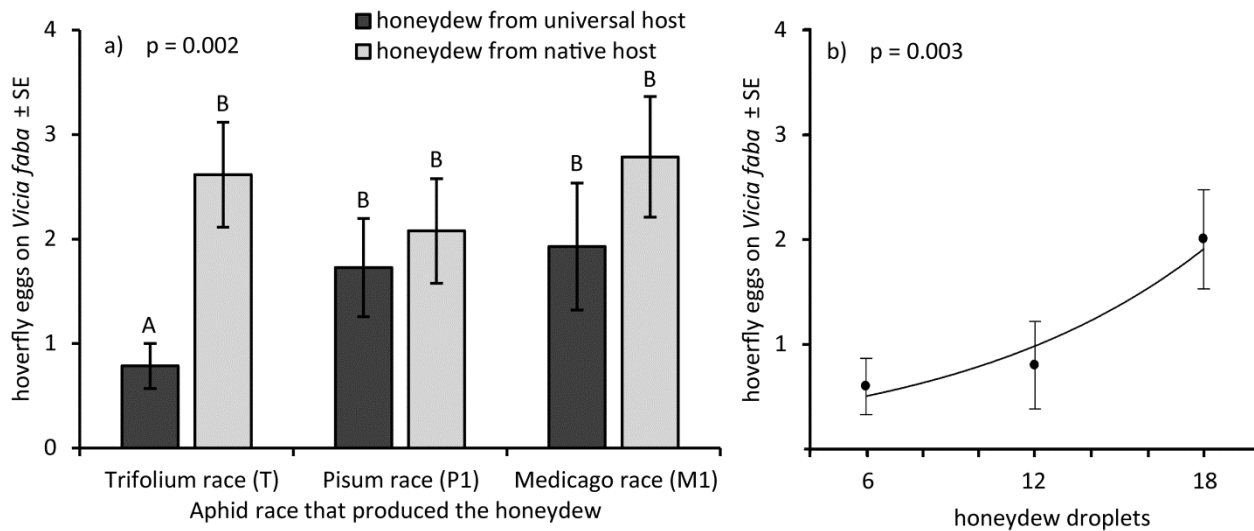 honeydew from universal host
honeydew from native host
a) p = 0.002
hoverfly eggs on Vicia faba ± SE
4
3
2
1
0
A
B
B
B
B
B
Trifolium race (T) Pisum race (P1) Medicago race (M1)
Aphid race that produced the honeydew
b) p = 0.003
hoverfly eggs on Vicia faba ± SE
4
3
2
1
6 12 18
honeydew droplets